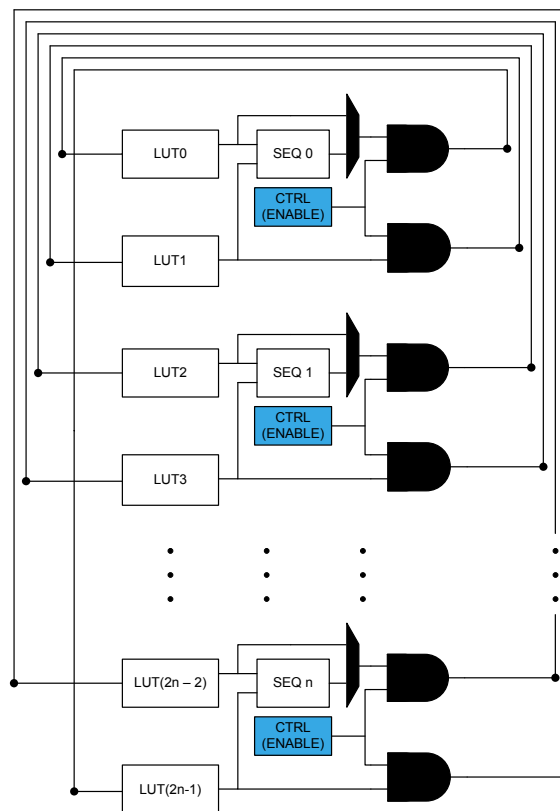 LUT0
SEQ 0
CTRL
(ENABLE)
LUT1
LUT2
SEQ 1
CTRL
(ENABLE)
LUT3
LUT(2n – 2)
SEQ n
CTRL
(ENABLE)
LUT(2n-1)